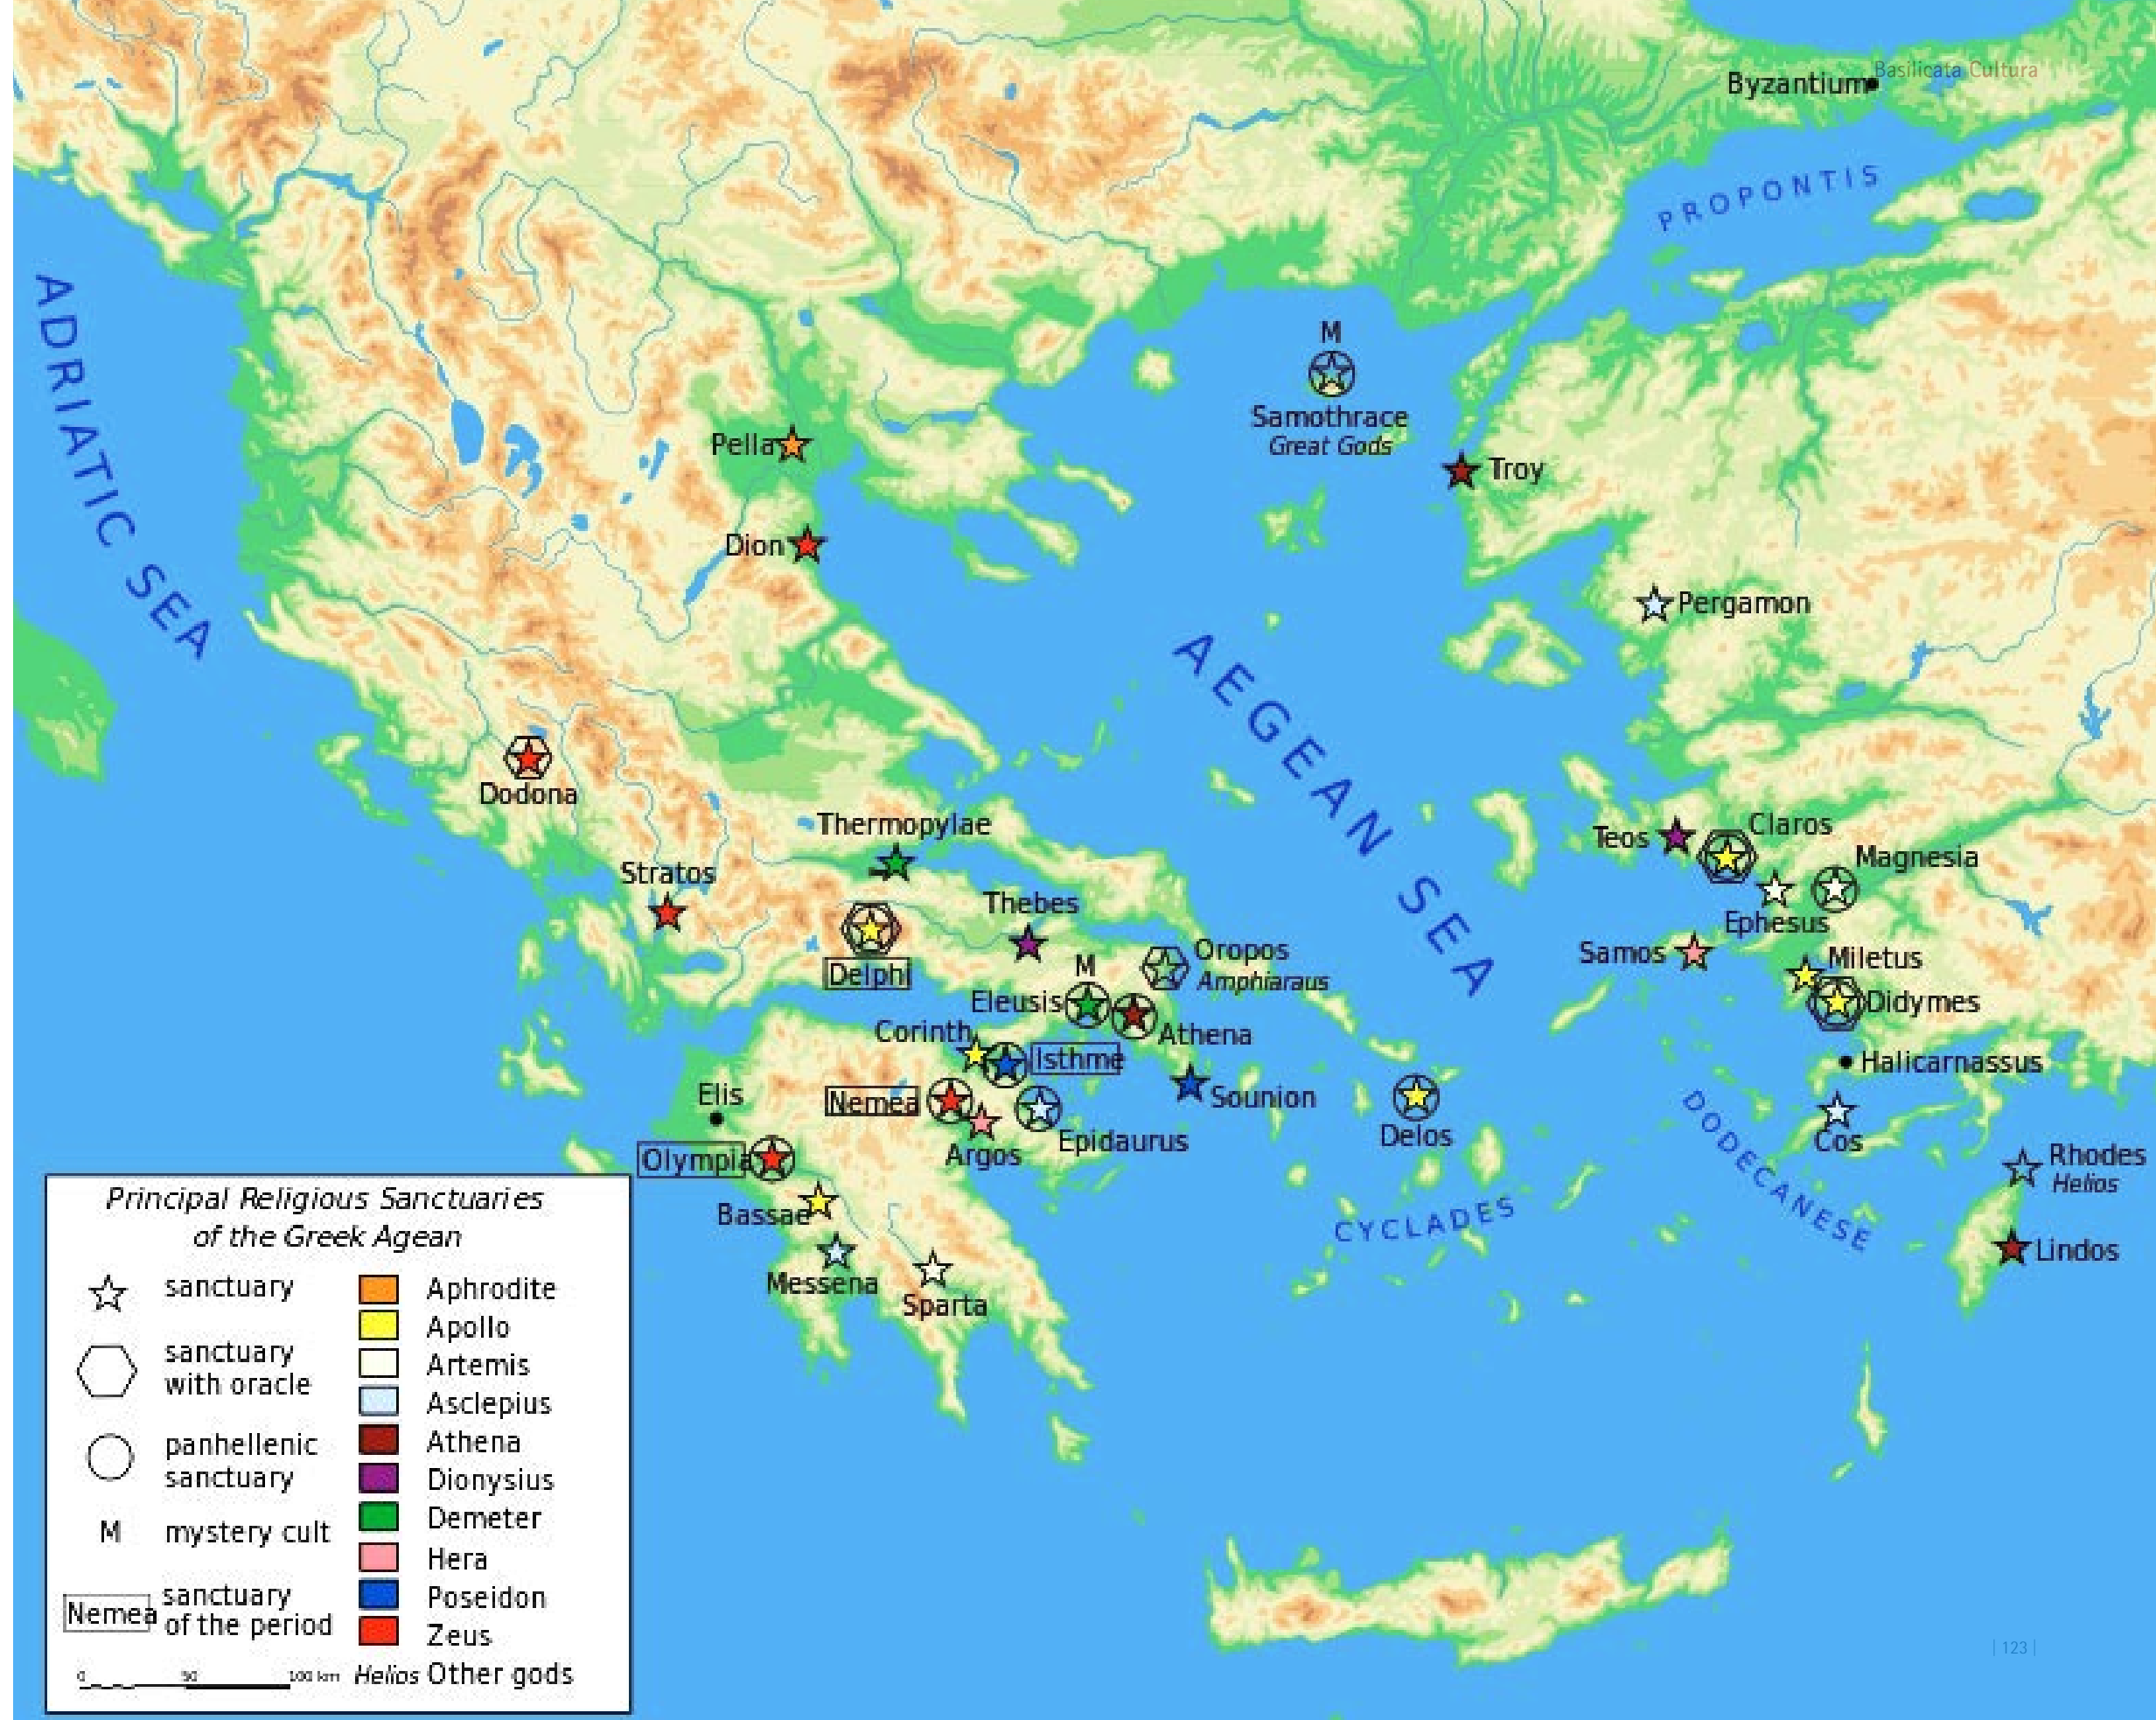 Basilicata Cultura
Byzantium
PROPONTIS
ADRIATIC SEA
M
Samothrace
Great Gods
Pella
Troy
Dion
Pergamon
AEGEAN SEA
Dodona
Thermopylae
Teos
Claros
Magnesia
Stratos
Thebes
Ephesus
Delphi
M
Oropos
Amphiaraus
Samos
Miletus
Eleusis
Didymes
Corinth
Athena
Isthme
Halicarnassus
Elis
Nemea
Sounion
Delos
Epidaurus
Argos
Cos
DODECANESE
Olympia
Rhodes
Helios
Bassae
CYCLADES
Lindos
Messena
Sparta
Principal Religious Sanctuaries
of the Greek Agean
sanctuary
sanctuary
with oracle
panhellenic
sanctuary
M mystery cult
Nemea sanctuary
of the period
0 50 100 km
Aphrodite
Apollo
Artemis
Asclepius
Athena
Dionysius
Demeter
Hera
Poseidon
Zeus
Helios Other gods
| 123 |